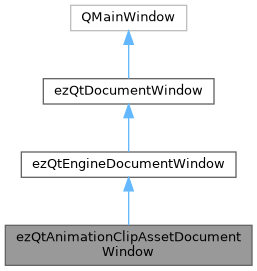 QMainWindow
ezQtDocumentWindow
ezQtEngineDocumentWindow
ezQtAnimationClipAssetDocument
Window